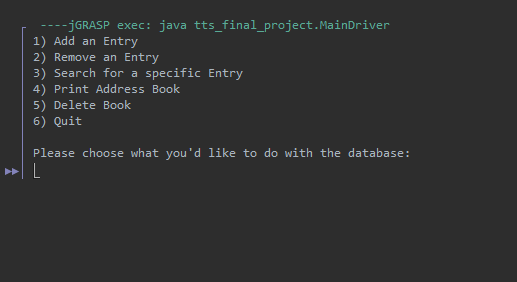 ----jGRASP exec: java tts_final_project.MainDriver
1) Add an Entry
2) Remove an Entry
3) Search for a specific Entry
4) Print Address Book
5) Delete Book
6) Quit
Please choose what you'd like to do with the database: